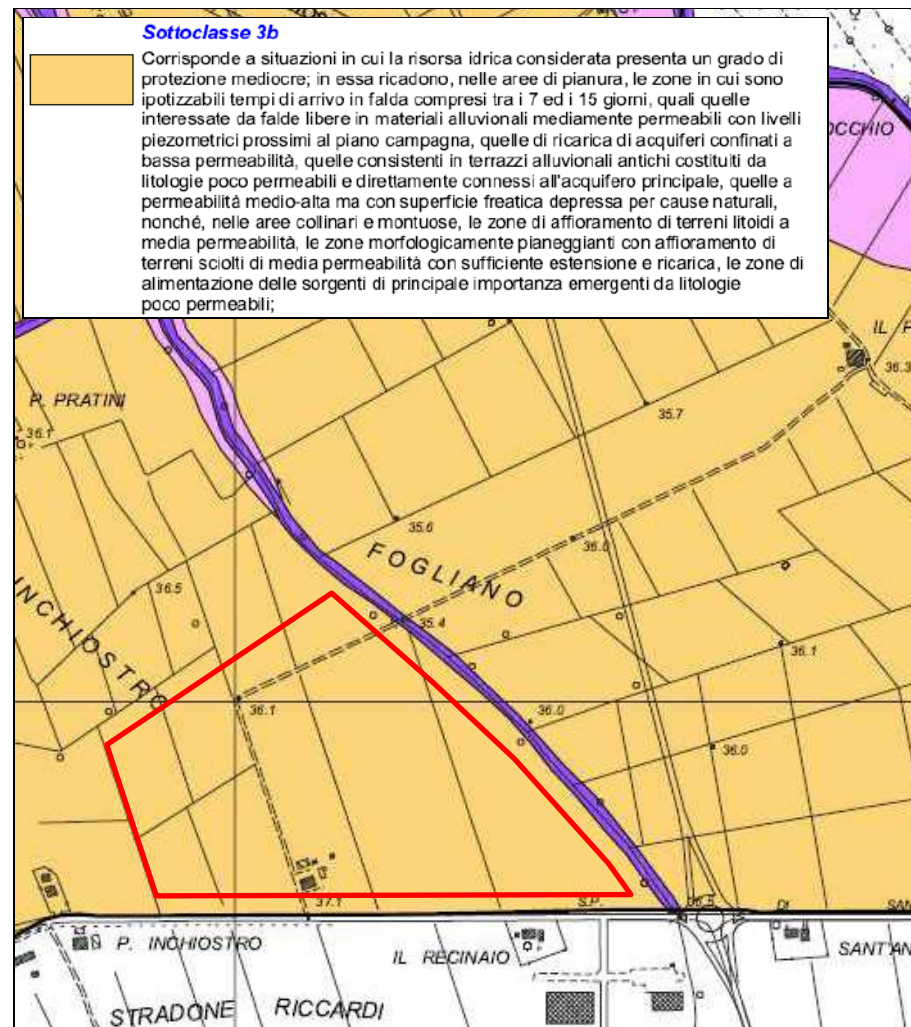 Sottoclasse 3b
Corrisponde a situazioni in cui la risorsa idrica considerata presenta un grado di
protezione mediocre; in essa ricadono, nelle aree di pianura, le zone in cui sono
ipotizzabili tempi di arrivo in falda compresi tra i 7 ed i 15 giorni, quali quelle
interessate da falde libere in materiali alluvionali mediamente permeabili con livelli
piezometrici prossimi al piano campagna, quelle di ricarica di acquiferi confinati a
bassa permeabilità, quelle consistenti in terrazzi alluvionali antichi costituiti da
litologie poco permeabili e direttamente connessi all'acquifero principale, quelle a
permeabilità medio-alta ma con superficie freatica depressa per cause naturali,
nonché, nelle aree collinari e montuose, le zone di affioramento di terreni litoidi a
media permeabilità, le zone morfologicamente pianeggianti con affioramento di
terreni sciolti di media permeabilità con sufficiente estensione e ricarica, le zone di
alimentazione delle sorgenti di principale importanza emergenti da litologie
poco permeabili;
OCCHIO
IL P
36.3
P. PRATINI
36.1
35.7
35.6
36.0
FOGLIANO
36.5
INCHIOSTRO
35.4
36.1
36.1
36.0
36.0
37.1
S.P.
DI
SAN
P. INCHIOSTRO
IL RECINAIO
SANT'AN
STRADONE RICCARDI